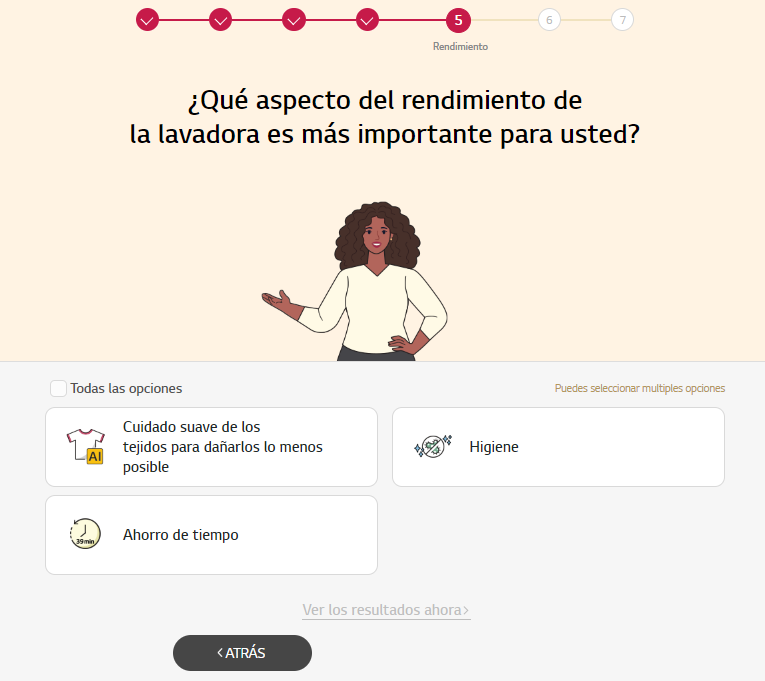 5
6
7
Rendimiento
¿Qué aspecto del rendimiento de
la lavadora es más importante para usted?
Todas las opciones
Puedes seleccionar multiples opciones
Cuidado suave de los
tejidos para dañarlos lo menos
posible
AI
Higiene
39min
Ahorro de tiempo
Ver los resultados ahora
ATRÁS